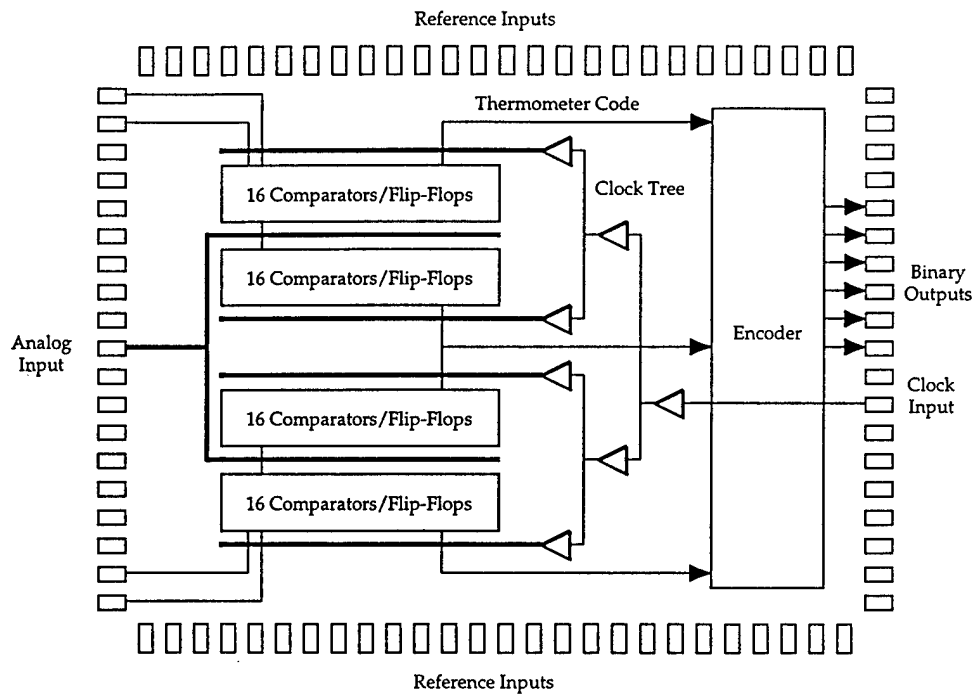 Reference Inputs
Thermometer Code
16 Comparators/Flip-Flops
Clock Tree
16 Comparators/Flip-Flops
Binary
Outputs
Encoder
Analog
Input
Clock
Input
16 Comparators/Flip-Flops
16 Comparators/Flip-Flops
Reference Inputs